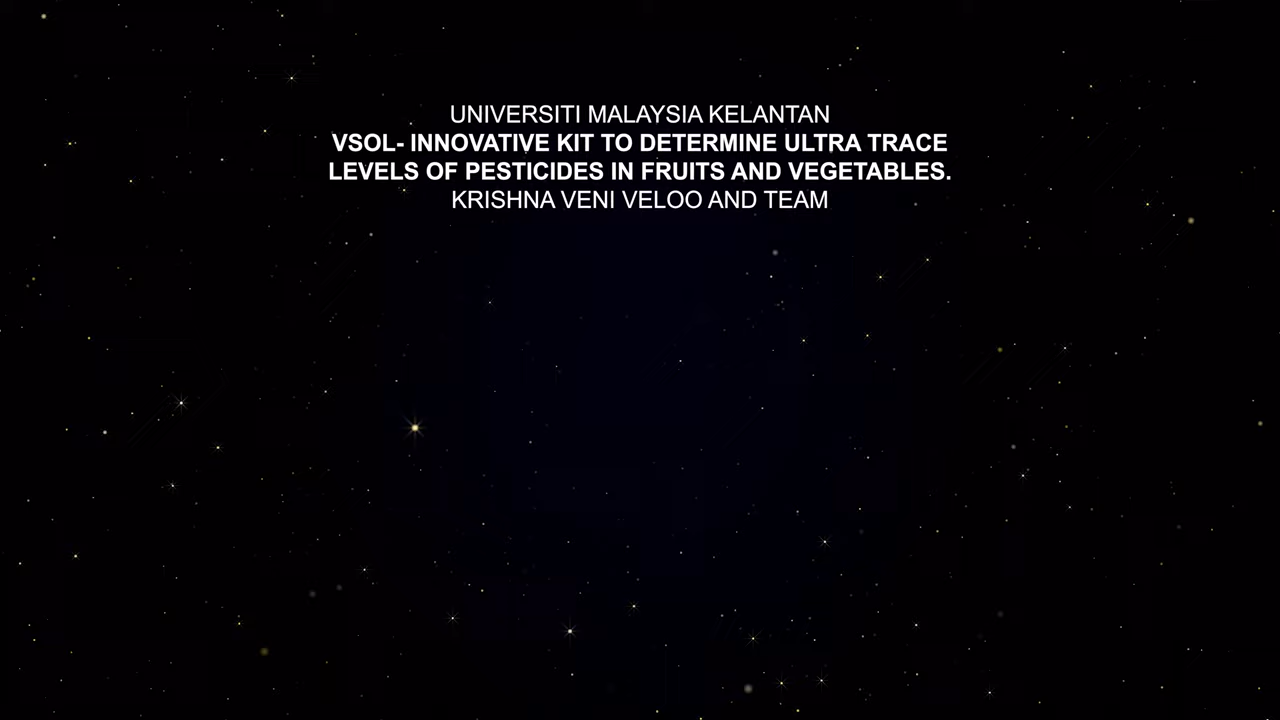 UNIVERSITI MALAYSIA KELANTAN
VSOL- INNOVATIVE KIT TO DETERMINE ULTRA TRACE
LEVELS OF PESTICIDES IN FRUITS AND VEGETABLES.
KRISHNA VENI VELOO AND TEAM